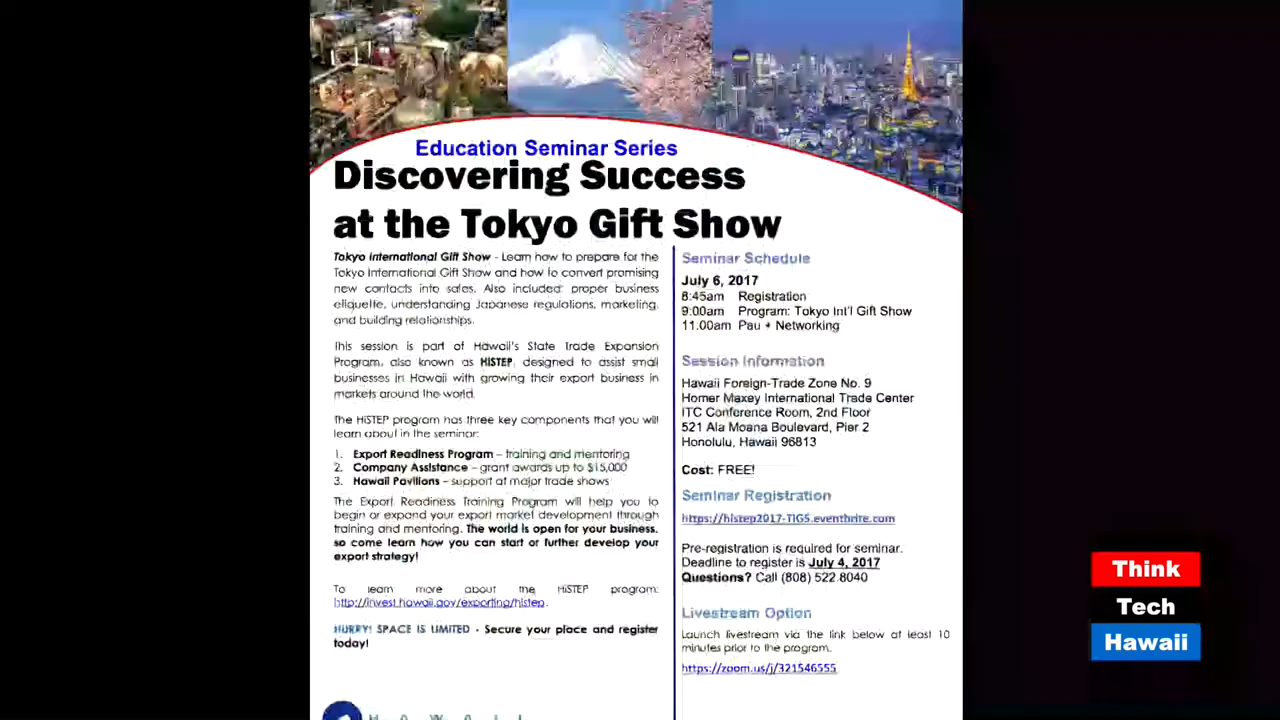 Education Seminar Series
Discovering Success
at the Tokyo Gift Show
Tokyo International Gift Show - Learn how to prepare for the
Tokyo International Gift Show and how to convert promising
new contacts into sales. Also included: proper business
etiquette, understanding Japanese regulations, marketing,
and building relationships.
This session is part of Hawaii's State Trade Expansion
Program, also known as HiSTEP, designed to assist small
businesses in Hawaii with growing their export business in
markets around the world.
The HiSTEP program has three key components that you will
learn about in the seminar:
1. Export Readiness Program – training and mentoring
2. Company Assistance – grant awards up to $15,000
3. Hawaii Pavilions – support at major trade shows
The Export Readiness Training Program will help you to
begin or expand your export market development through
training and mentoring. The world is open for your business,
so come learn how you can start or further develop your
export strategy!
To learn more about the HiSTEP program:
http://invest.hawaii.gov/exporting/histep.
HURRY! SPACE IS LIMITED - Secure your place and register
today!
Seminar Schedule
July 6, 2017
8:45am Registration
9:00am Program: Tokyo Int'l Gift Show
11:00am Pau + Networking
Session Information
Hawaii Foreign-Trade Zone No. 9
Homer Maxey International Trade Center
ITC Conference Room, 2nd Floor
521 Ala Moana Boulevard, Pier 2
Honolulu, Hawaii 96813
Cost: FREE!
Seminar Registration
https://histep2017-TIGS.eventbrite.com
Pre-registration is required for seminar.
Deadline to register is July 4, 2017
Questions? Call (808) 522.8040
Livestream Option
Launch livestream via the link below at least 10
minutes prior to the program.
https://zoom.us/j/321546555
Think
Tech
Hawaii